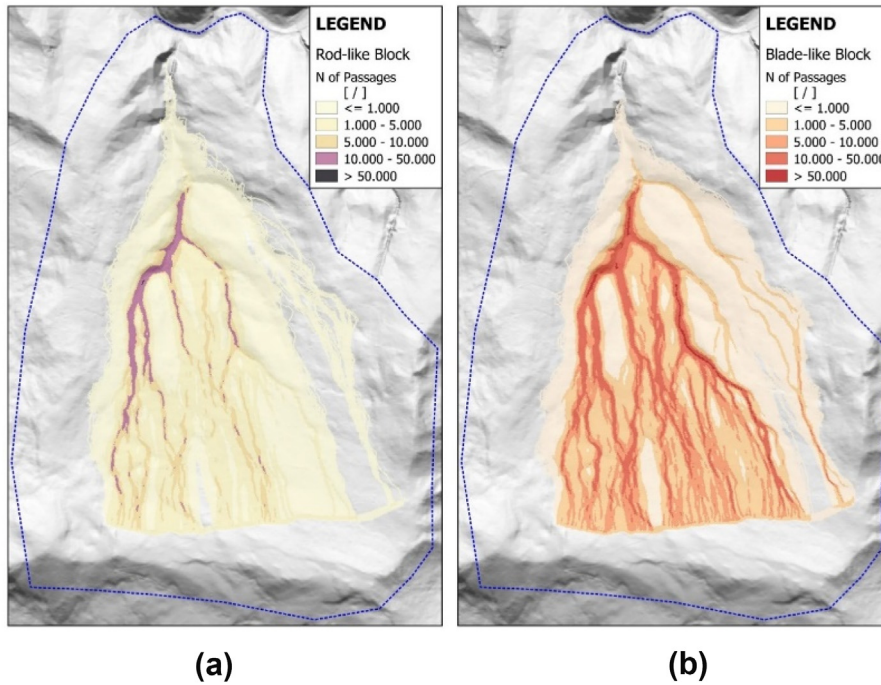 LEGEND
Rod-like Block
N of Passages
[ / ]
<= 1.000
1.000 - 5.000
5.000 - 10.000
10.000 - 50.000
> 50.000
LEGEND
Blade-like Block
N of Passages
[ / ]
<= 1.000
1.000 - 5.000
5.000 - 10.000
10.000 - 50.000
> 50.000
(a)
(b)